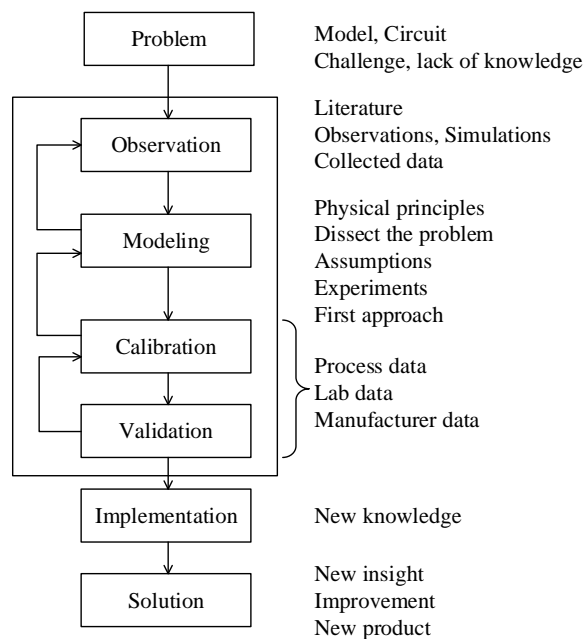 Problem
Model, Circuit
Challenge, lack of knowledge
Observation
Literature
Observations, Simulations
Collected data
Modeling
Physical principles
Dissect the problem
Assumptions
Experiments
First approach
Calibration
Validation
Process data
Lab data
Manufacturer data
Implementation
New knowledge
Solution
New insight
Improvement
New product